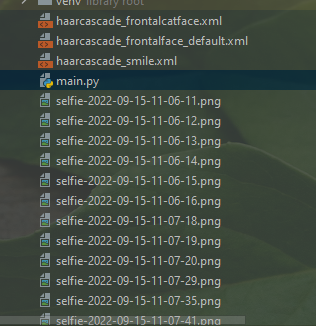 venv library root
haarcascade_frontalcatface.xml
haarcascade_frontalface_default.xml
haarcascade_smile.xml
main.py
selfie-2022-09-15-11-06-11.png
selfie-2022-09-15-11-06-12.png
selfie-2022-09-15-11-06-13.png
selfie-2022-09-15-11-06-14.png
selfie-2022-09-15-11-06-15.png
selfie-2022-09-15-11-06-16.png
selfie-2022-09-15-11-07-18.png
selfie-2022-09-15-11-07-19.png
selfie-2022-09-15-11-07-20.png
selfie-2022-09-15-11-07-29.png
selfie-2022-09-15-11-07-35.png
selfie-2022-09-15-11-07-41.png